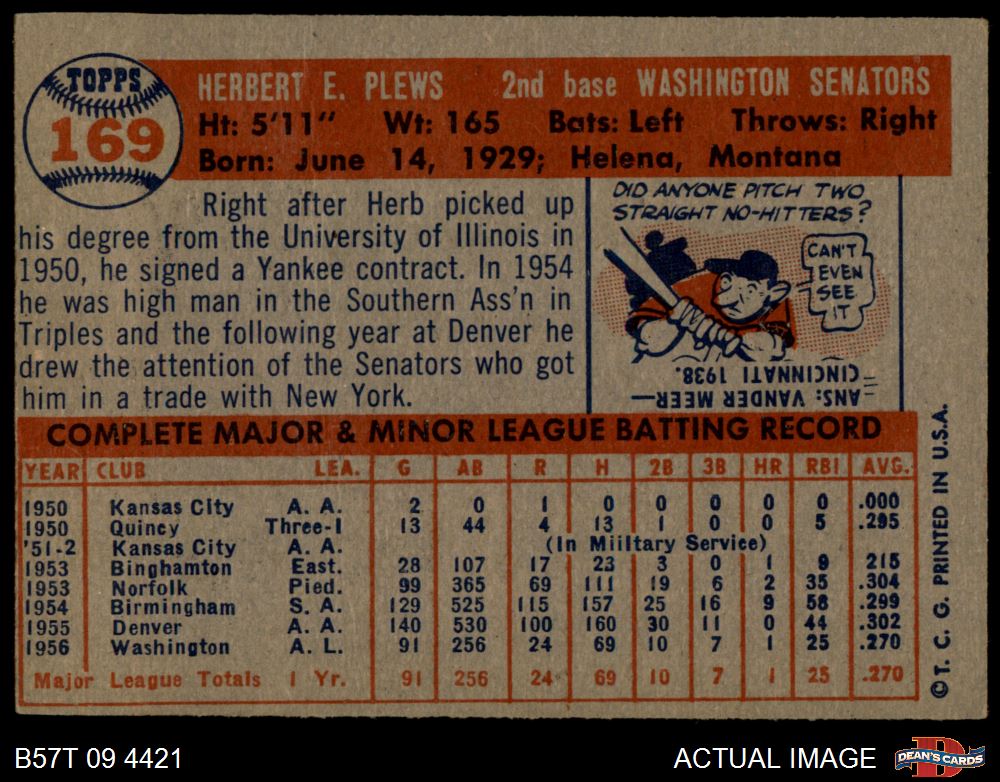 TOPPS
169
HERBERT E. PLEWS 2nd base WASHINGTON SENATORS
Ht: 5'11" Wt: 165 Bats: Left Throws: Right
Born: June 14, 1929; Helena, Montana
Right after Herb picked up
his degree from the University of Illinois in
1950, he signed a Yankee contract. In 1954
he was high man in the Southern Ass'n in
Triples and the following year at Denver he
drew the attention of the Senators who got
him in a trade with New York.
DID ANYONE PITCH TWO
STRAIGHT NO-HITTERS?
CAN'T
I EVEN
SEE
IT
ANS: VANDER MEER—
CINCINNATI 1938.
COMPLETE MAJOR & MINOR LEAGUE BATTING RECORD
YEAR CLUB LEA. G AB R H 2B 3B HR RBI AVG.
1950 Kansas City A. A. 2 0 1 0 0 0 0 0 .000
1950 Quincy Three-I 13 44 4 13 1 0 0 5 .295
'51-2 Kansas City A. A. (In Miiltary Service)
1953 Binghamton East. 28 107 17 23 3 0 1 9 .215
1953 Norfolk Pied. 99 365 69 111 19 6 2 35 .304
1954 Birmingham S. A. 129 525 115 157 25 16 9 58 .299
1955 Denver A. A. 140 530 100 160 30 11 0 44 .302
1956 Washington A. L. 91 256 24 69 10 7 1 25 .270
Major League Totals 1 Yr. 91 256 24 69 10 7 1 25 .270
© T. C. G. PRINTED IN U.S.A.
B57T 09 4421
ACTUAL IMAGE
D
DEAN'S CARDS